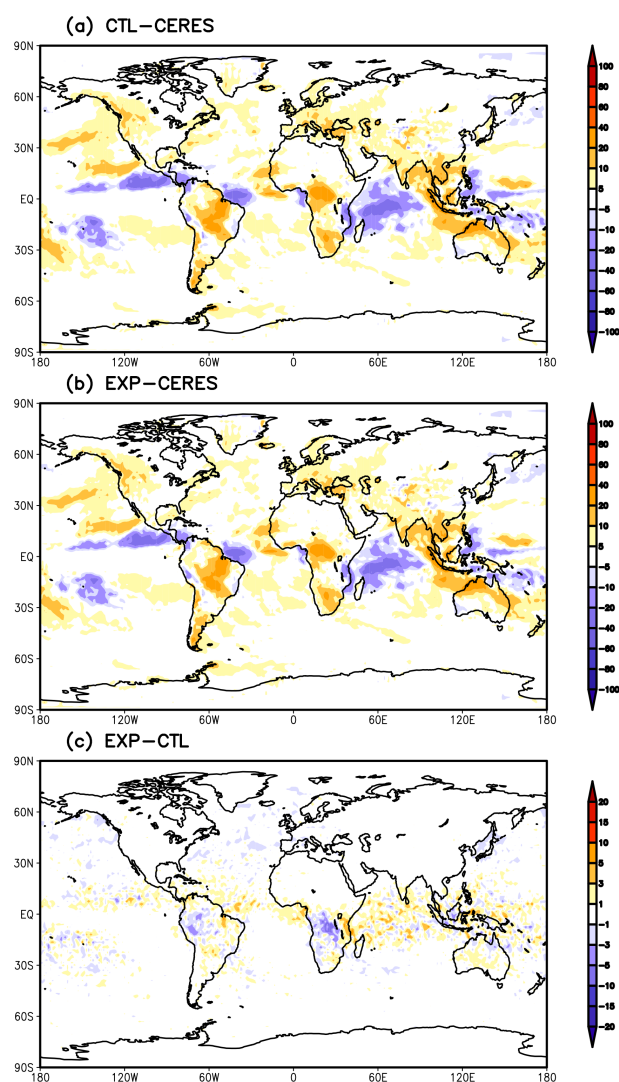 (a) CTL−CERES
90N
60N
30N
EQ
30S
60S
90S
180 120W 60W 0 60E 120E 180
100
80
60
40
20
10
5
−5
−10
−20
−40
−60
−80
−100
(b) EXP−CERES
90N
60N
30N
EQ
30S
60S
90S
180 120W 60W 0 60E 120E 180
100
80
60
40
20
10
5
−5
−10
−20
−40
−60
−80
−100
(c) EXP−CTL
90N
60N
30N
EQ
30S
60S
90S
180 120W 60W 0 60E 120E 180
20
15
10
5
3
1
−1
−3
−5
−10
−15
−20